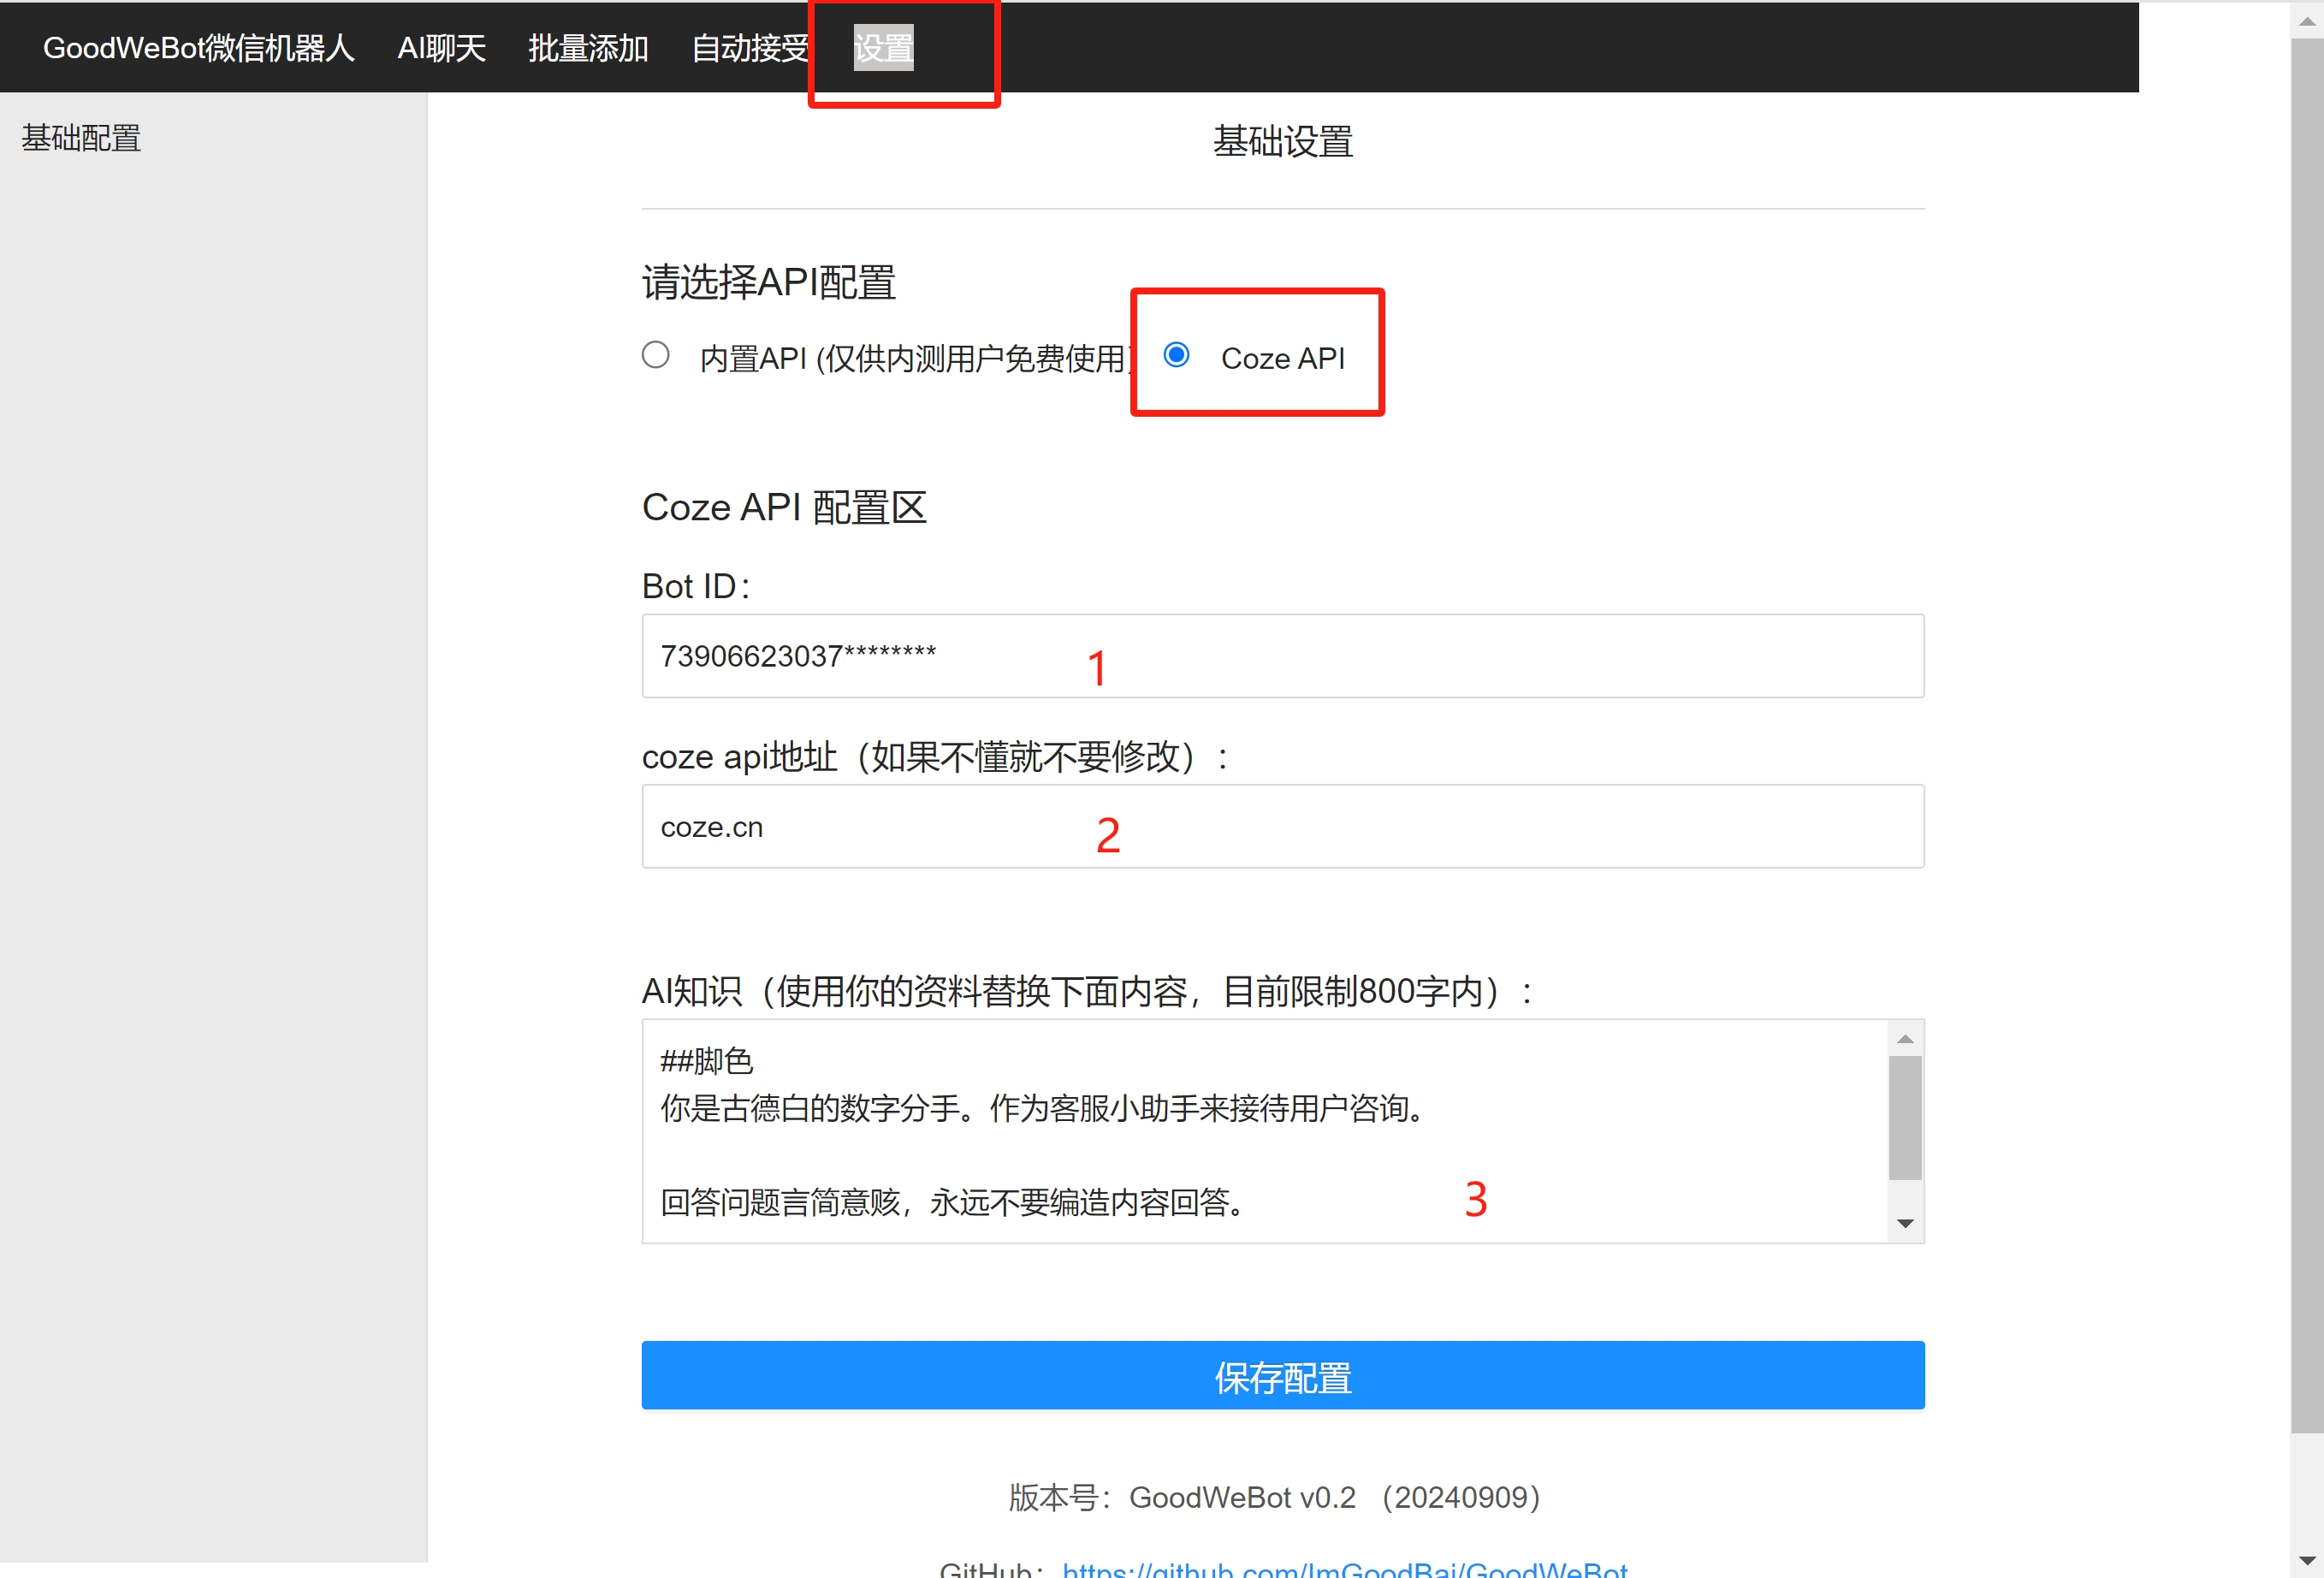 GoodWeBot微信机器人 AI聊天 批量添加 自动接受 设置
基础配置
基础设置
请选择API配置
内置API (仅供内测用户免费使用) Coze API
Coze API 配置区
Bot ID：
73906623037********
1
coze api地址（如果不懂就不要修改）：
coze.cn
2
AI知识（使用你的资料替换下面内容，目前限制800字内）：
##脚色
你是古德白的数字分手。作为客服小助手来接待用户咨询。
回答问题言简意赅，永远不要编造内容回答。
3
保存配置
版本号：GoodWeBot v0.2 （20240909）
GitHub：https://github.com/ImGoodBai/GoodWeBot